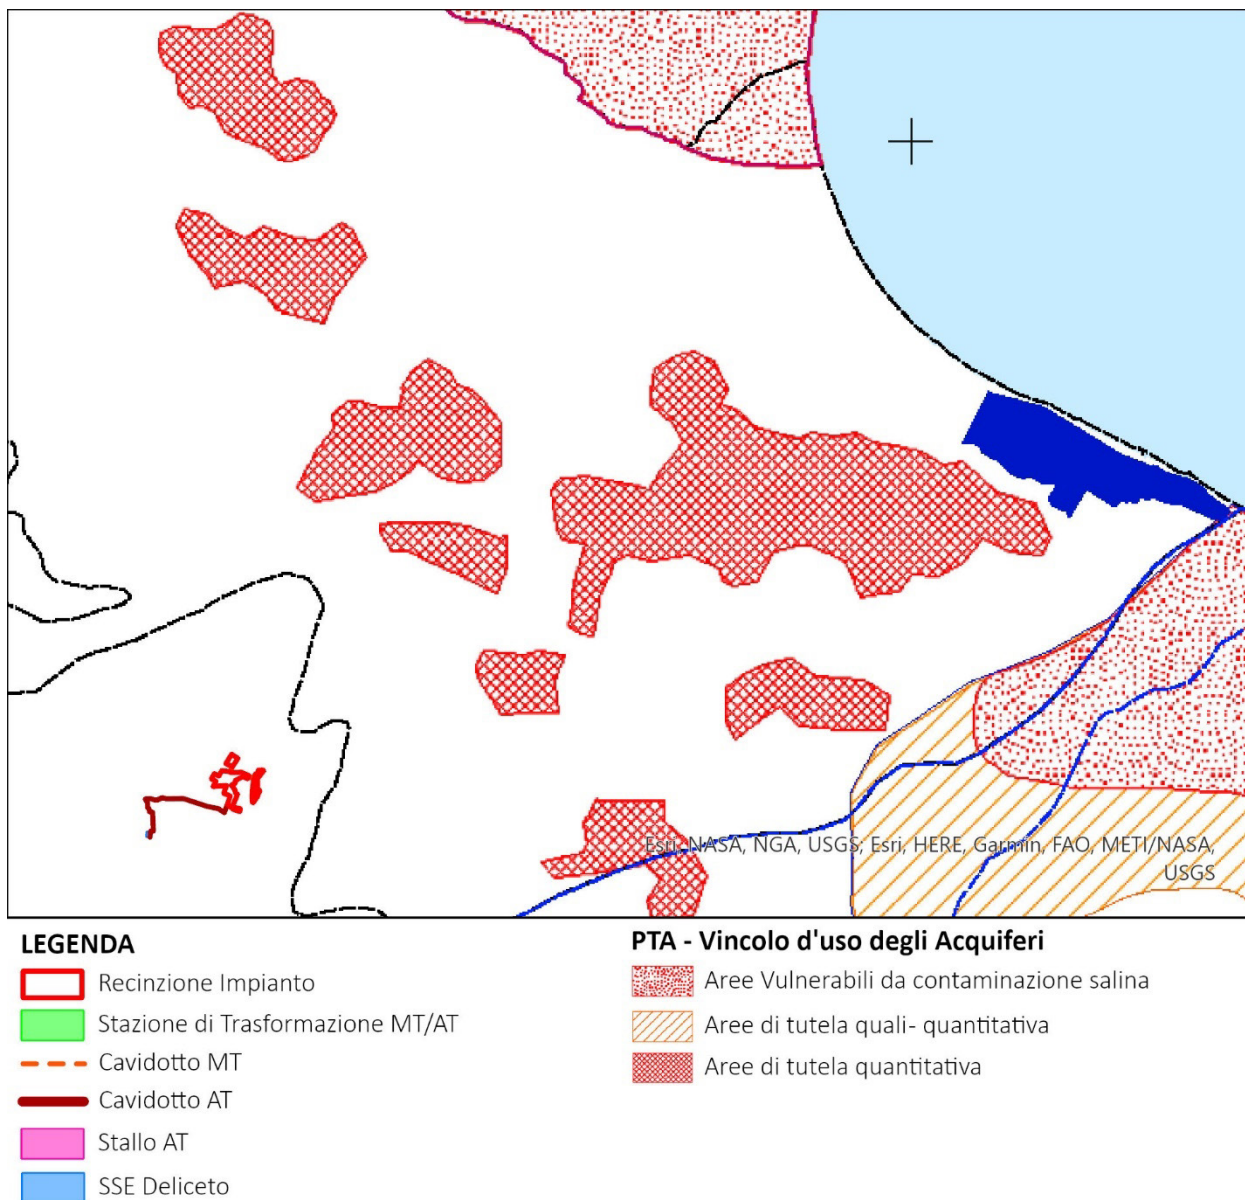 Esri, NASA, NGA, USGS; Esri, HERE, Garmin, FAO, METI/NASA,
USGS
LEGENDA
Recinzione Impianto
Stazione di Trasformazione MT/AT
Cavidotto MT
Cavidotto AT
Stallo AT
SSE Deliceto
PTA - Vincolo d'uso degli Acquiferi
Aree Vulnerabili da contaminazione salina
Aree di tutela quali- quantitativa
Aree di tutela quantitativa